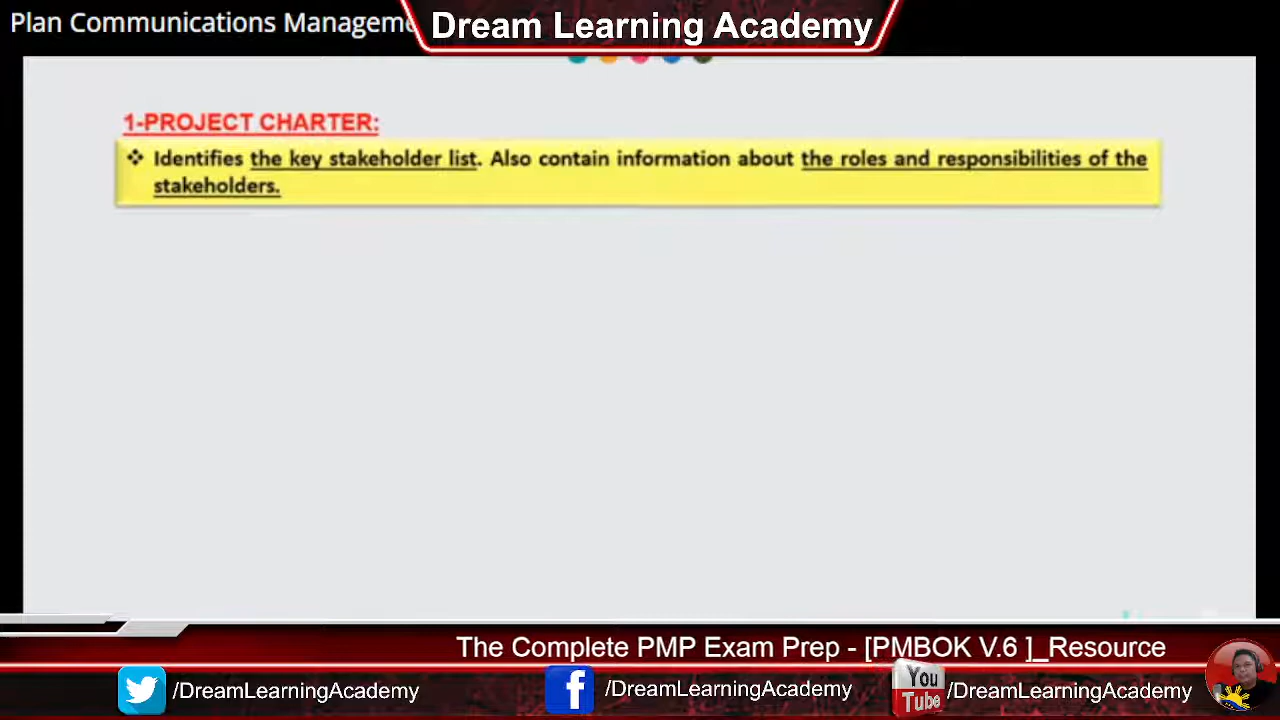 Plan Communications Manageme
Dream Learning Academy
1-PROJECT CHARTER:
❖ Identifies the key stakeholder list. Also contain information about the roles and responsibilities of the
stakeholders.
The Complete PMP Exam Prep - [PMBOK V.6 ]_Resource
/DreamLearningAcademy
/DreamLearningAcademy
You
Tube
/DreamLearningAcademy